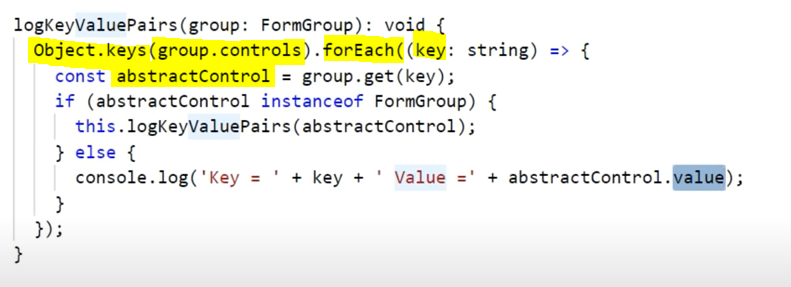 logKeyValuePairs(group: FormGroup): void {
Object.keys(group.controls).forEach((key: string) => {
const abstractControl = group.get(key);
if (abstractControl instanceof FormGroup) {
this.logKeyValuePairs(abstractControl);
} else {
console.log('Key = ' + key + ' Value =' + abstractControl.value);
}
});
}